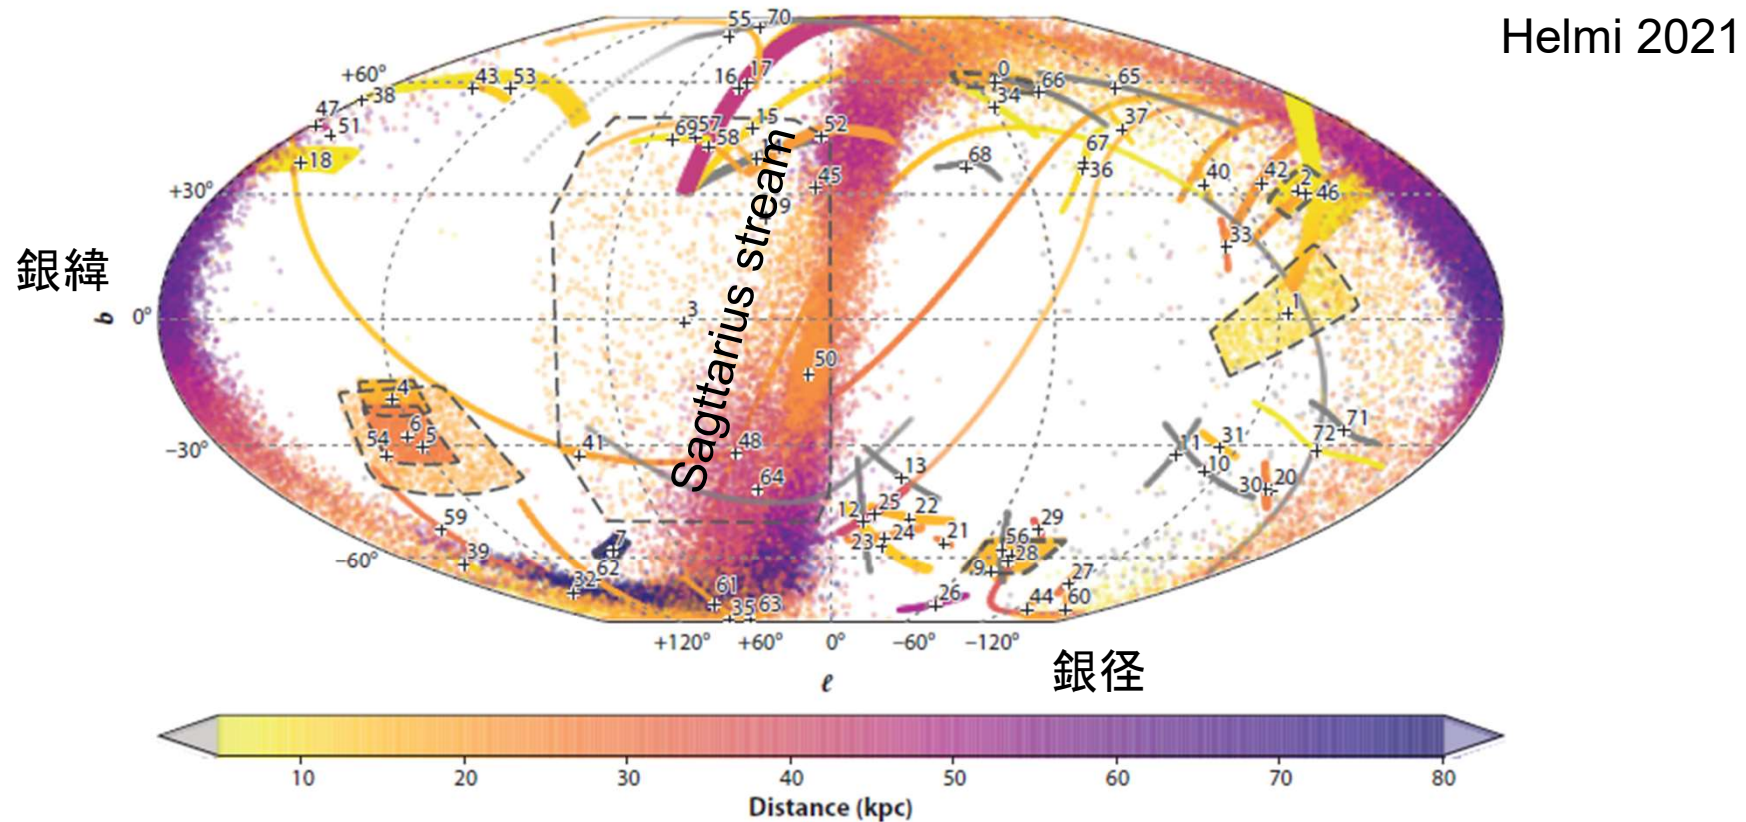 Helmi 2021
55 70
+60° 43 53 16 17 0 66 65
38 34
47 51 15 37
69 57 58 52 67
18 68 36 40 42 2 46
+30° 45
9 33
銀緯
b 0° 3 1
Sagttarius stream
50
4
54 6 5 71
−30° 41 48 11 31 72
64 13 10 30 20
12 25 22
59 23 24 21 56 29
−60° 39 7 9 28
62 27
32 61 26 44 60
35 63
+120° +60° 0° −60° −120°
ℓ 銀径
10 20 30 40 50 60 70 80
Distance (kpc)